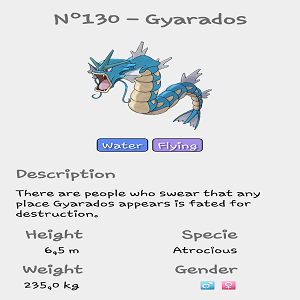 Nº130 - Gyarados
Water Flying
Description
There are people who swear that any
place Gyarados appears is fated for
destruction.
Height Specie
6,5 m Atrocious
Weight Gender
235,0 kg